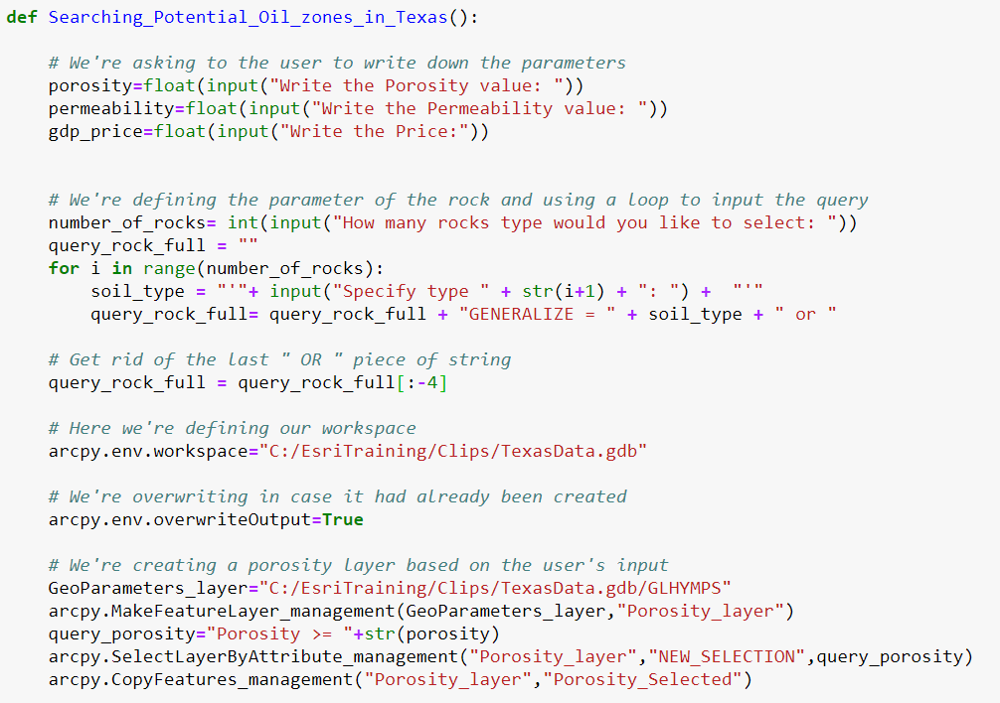 def Searching_Potential_Oil_zones_in_Texas():
# We're asking to the user to write down the parameters
porosity=float(input("Write the Porosity value: "))
permeability=float(input("Write the Permeability value: "))
gdp_price=float(input("Write the Price:"))
# We're defining the parameter of the rock and using a loop to input the query
number_of_rocks= int(input("How many rocks type would you like to select: "))
query_rock_full = ""
for i in range(number_of_rocks):
soil_type = "'"+ input("Specify type " + str(i+1) + ": ") +  "'"
query_rock_full= query_rock_full + "GENERALIZE = " + soil_type + " or "
# Get rid of the last " OR " piece of string
query_rock_full = query_rock_full[:-4]
# Here we're defining our workspace
arcpy.env.workspace="C:/EsriTraining/Clips/TexasData.gdb"
# We're overwriting in case it had already been created
arcpy.env.overwriteOutput=True
# We're creating a porosity layer based on the user's input
GeoParameters_layer="C:/EsriTraining/Clips/TexasData.gdb/GLHYMPS"
arcpy.MakeFeatureLayer_management(GeoParameters_layer,"Porosity_layer")
query_porosity="Porosity >= "+str(porosity)
arcpy.SelectLayerByAttribute_management("Porosity_layer","NEW_SELECTION",query_porosity)
arcpy.CopyFeatures_management("Porosity_layer","Porosity_Selected")